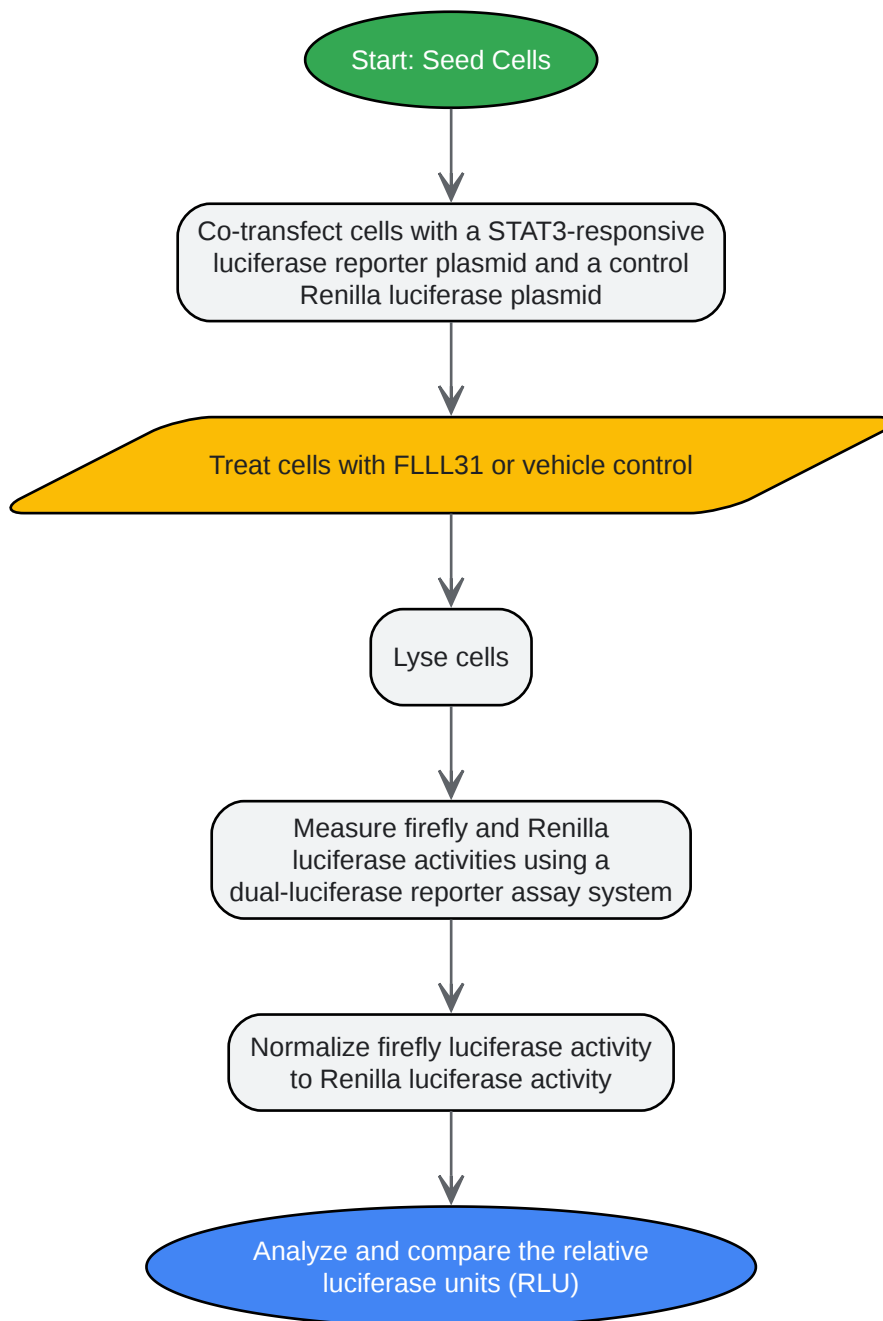 Start: Seed Cells
Co-transfect cells with a STAT3-responsive
luciferase reporter plasmid and a control
Renilla luciferase plasmid
Treat cells with FLLL31 or vehicle control
Lyse cells
Measure firefly and Renilla
luciferase activities using a
dual-luciferase reporter assay system
Normalize firefly luciferase activity
to Renilla luciferase activity
Analyze and compare the relative
luciferase units (RLU)